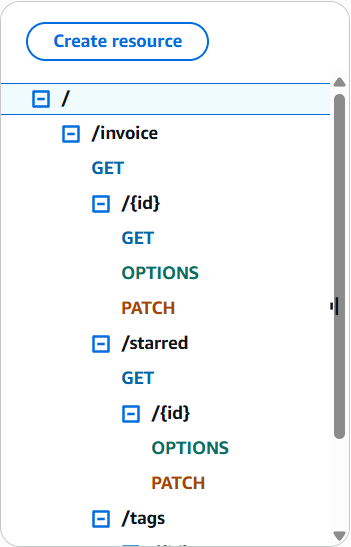 Create resource
/
/invoice
GET
/{id}
GET
OPTIONS
PATCH
/starred
GET
/{id}
OPTIONS
PATCH
/tags